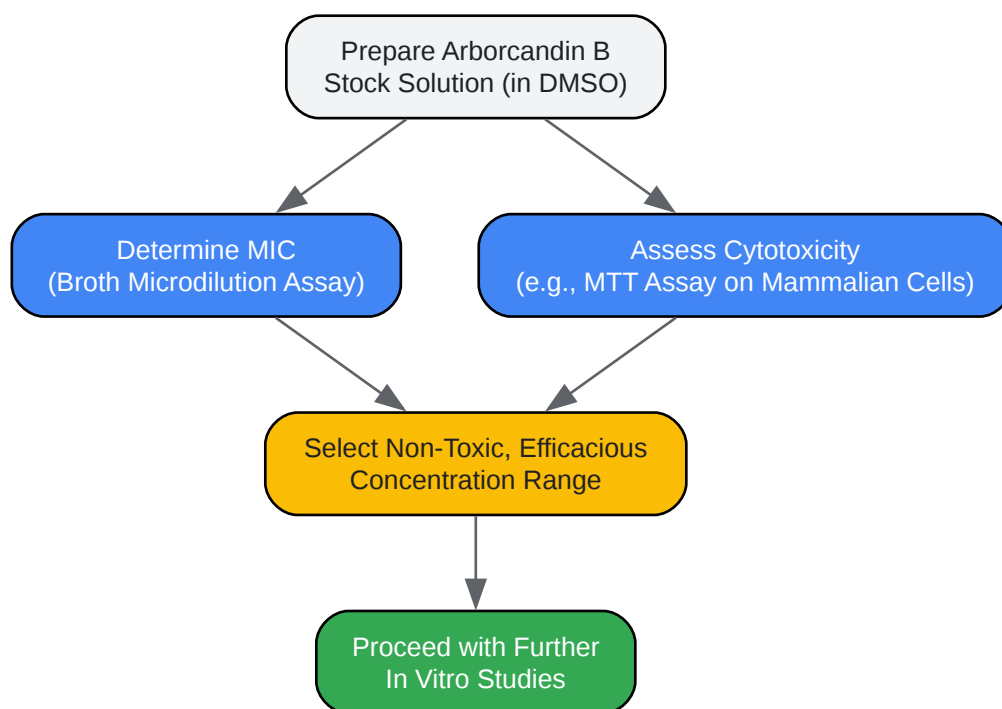 Prepare Arborcandin B
Stock Solution (in DMSO)
Determine MIC
(Broth Microdilution Assay)
Assess Cytotoxicity
(e.g., MTT Assay on Mammalian Cells)
Select Non-Toxic, Efficacious
Concentration Range
Proceed with Further
In Vitro Studies